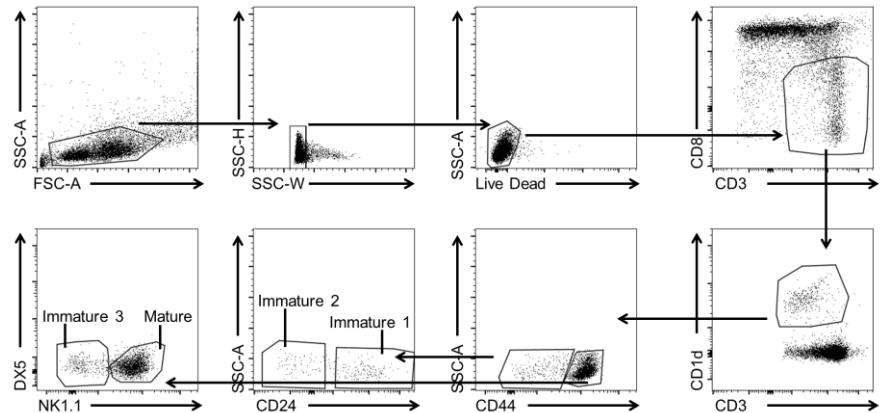 SSC-A
FSC-A
SSC-H
SSC-W
SSC-A
Live Dead
CD8
CD3
DX5
Immature 3
Mature
NK1.1
SSC-A
Immature 2
Immature 1
CD24
SSC-A
CD44
CD1d
CD3